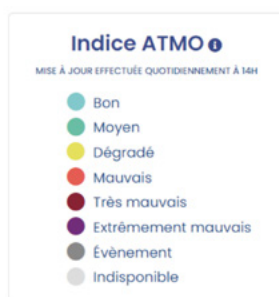 Indice ATMO i
MISE À JOUR EFFECTUÉE QUOTIDIENNEMENT À 14H
Bon
Moyen
Dégradé
Mauvais
Très mauvais
Extrêmement mauvais
Évènement
Indisponible